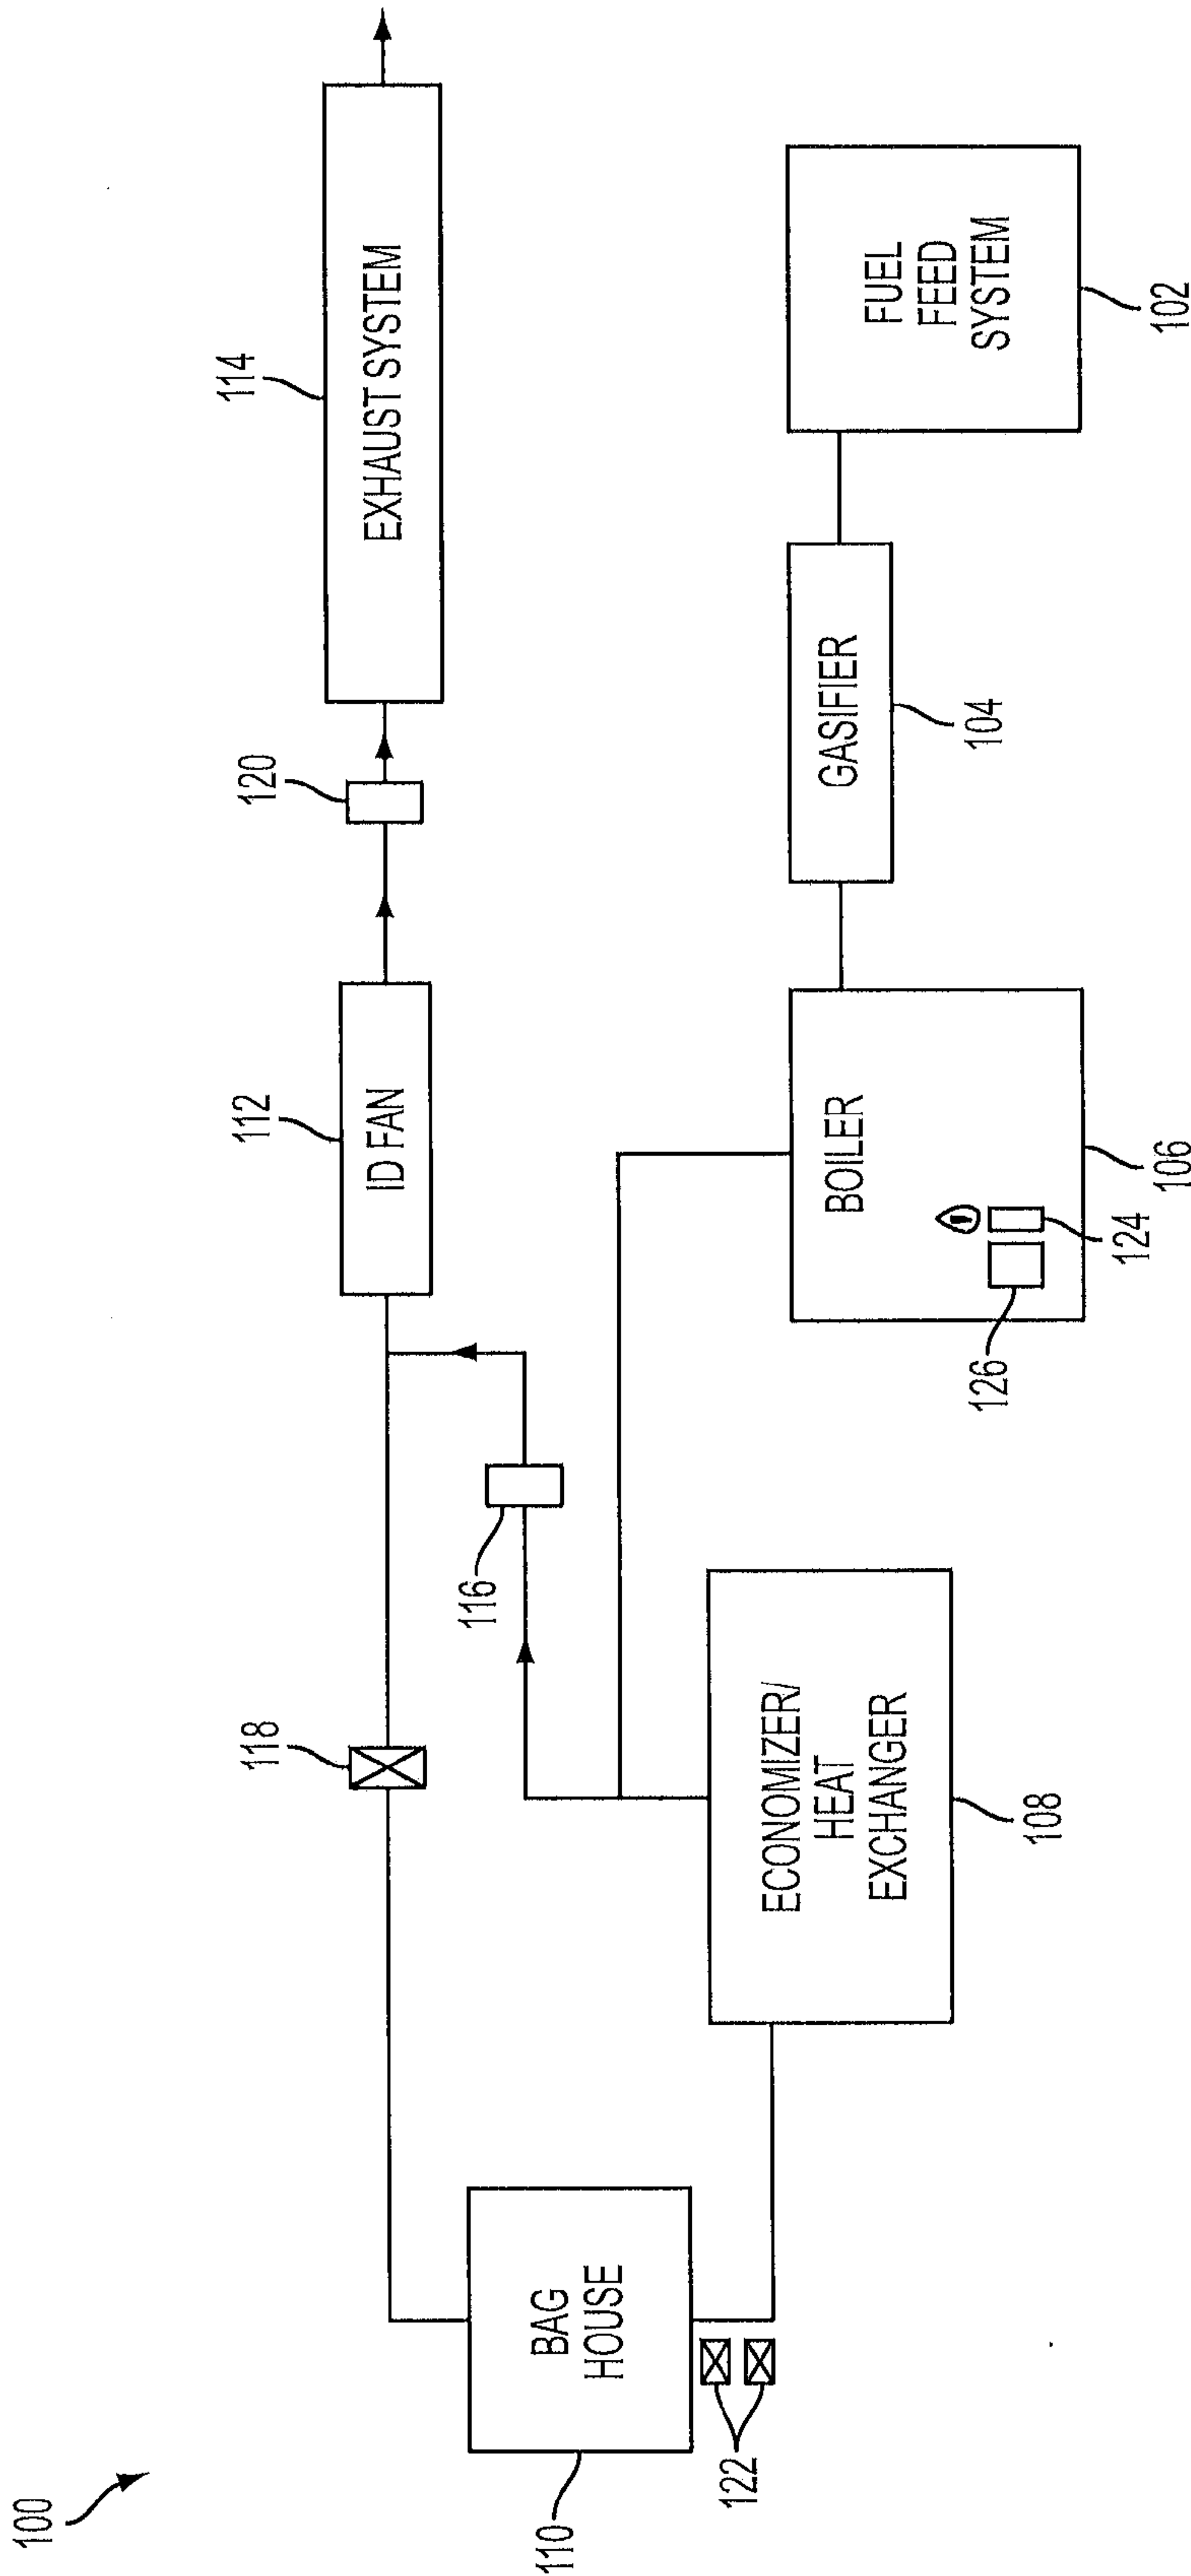 100
114
EXHAUST SYSTEM
120
112
ID FAN
118
116
110
BAG
HOUSE
122
ECONOMIZER/
HEAT
EXCHANGER
108
BOILER
126
124
106
GASIFIER
104
FUEL
FEED
SYSTEM
102